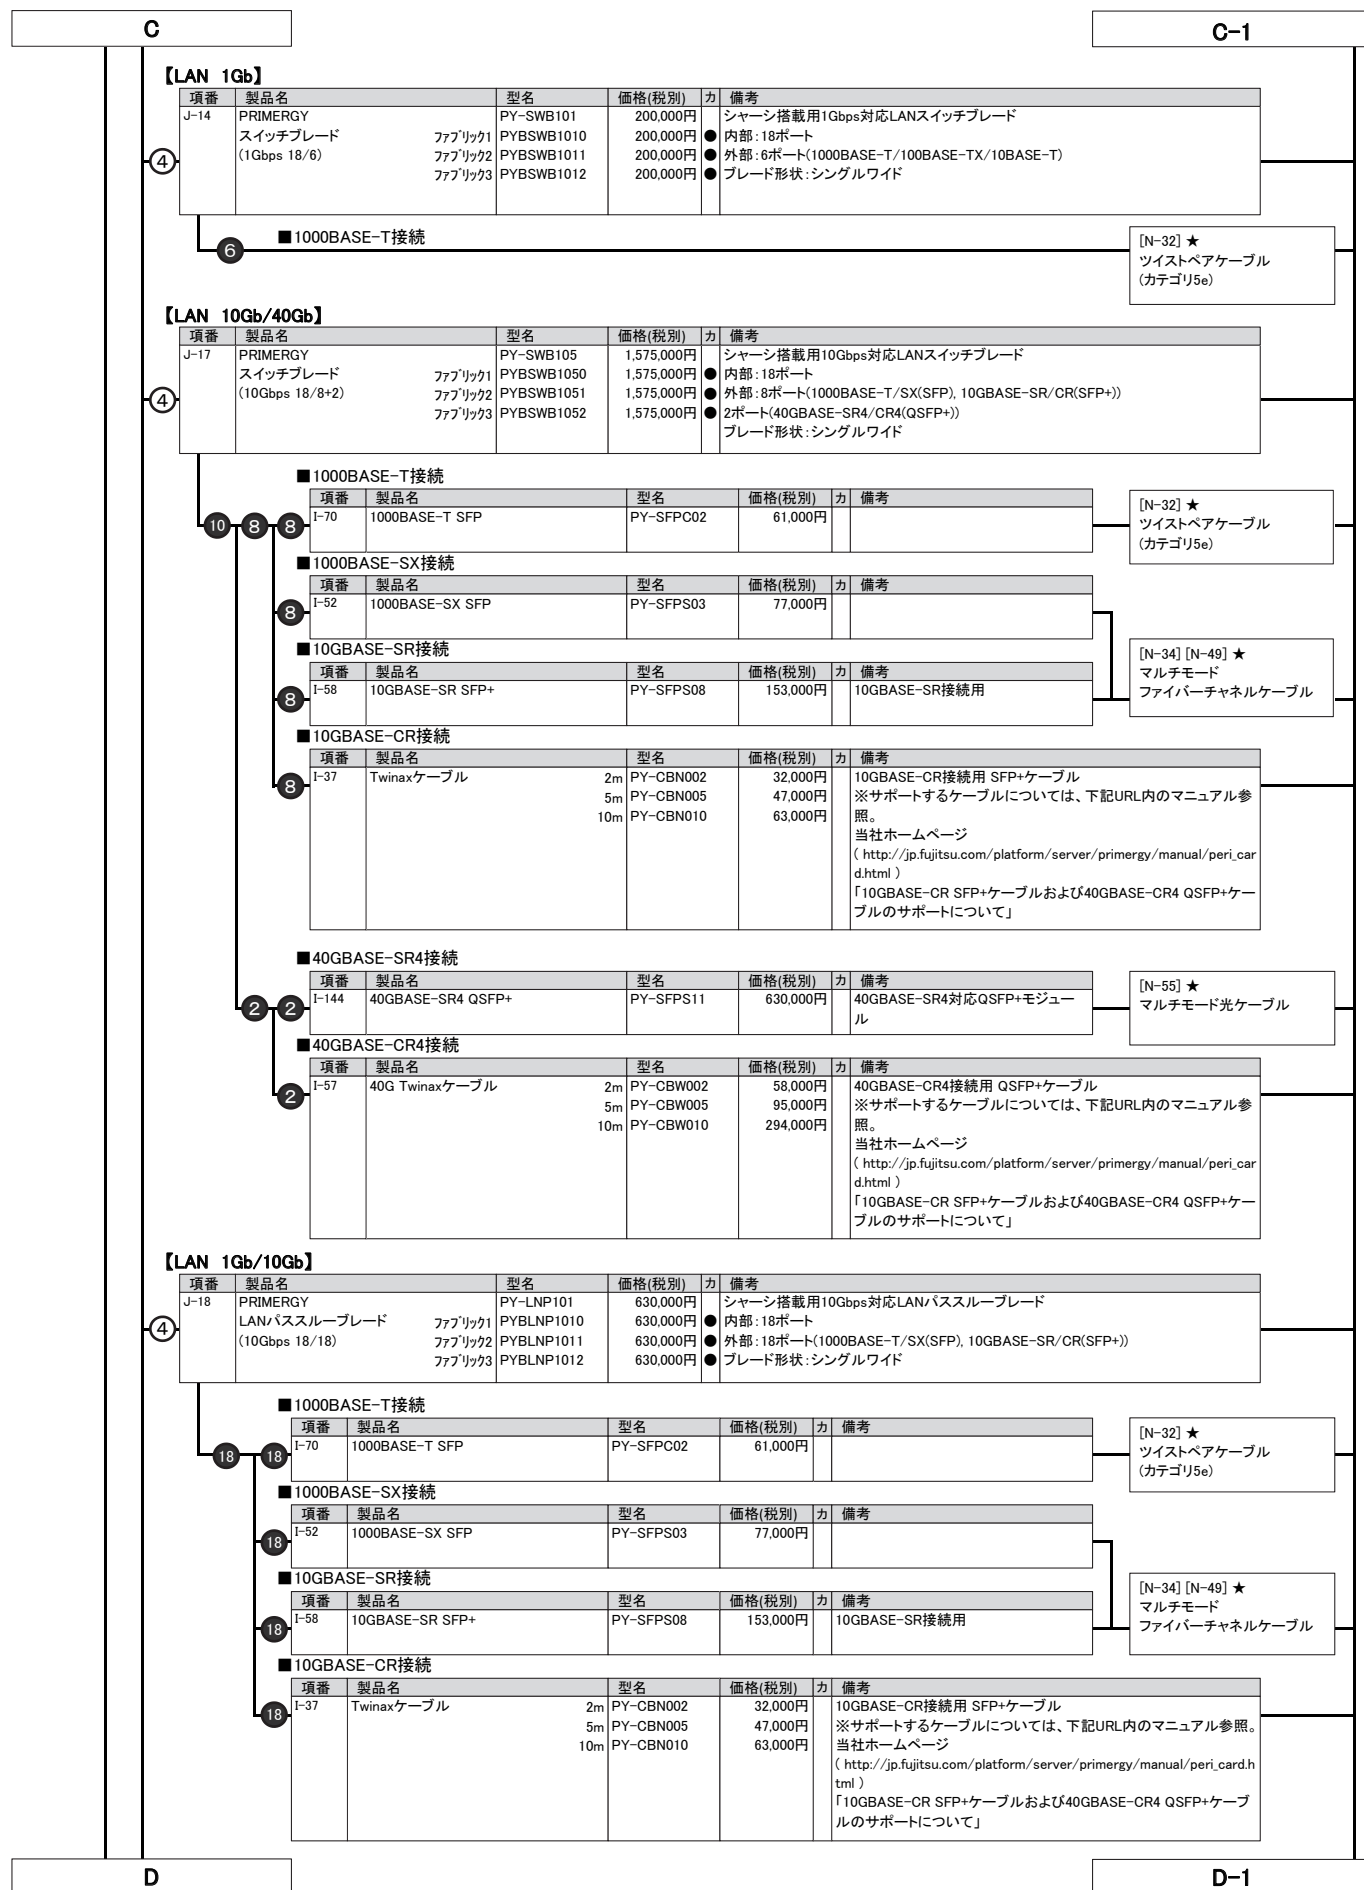 C
C-1
【LAN 1Gb】
項番 製品名 型名 価格(税別) カ 備考
J-14 PRIMERGY PY-SWB101 200,000円 シャーシ搭載用1Gbps対応LANスイッチブレード
スイッチブレード ファブリック1 PYBSWB1010 200,000円 ● 内部：18ポート
④ (1Gbps 18/6) ファブリック2 PYBSWB1011 200,000円 ● 外部：6ポート(1000BASE-T/100BASE-TX/10BASE-T)
ファブリック3 PYBSWB1012 200,000円 ● ブレード形状：シングルワイド
■1000BASE-T接続
6
[N-32] ★
ツイストペアケーブル
(カテゴリ5e)
【LAN 10Gb/40Gb】
項番 製品名 型名 価格(税別) カ 備考
J-17 PRIMERGY PY-SWB105 1,575,000円 シャーシ搭載用10Gbps対応LANスイッチブレード
スイッチブレード ファブリック1 PYBSWB1050 1,575,000円 ● 内部：18ポート
④ (10Gbps 18/8+2) ファブリック2 PYBSWB1051 1,575,000円 ● 外部：8ポート(1000BASE-T/SX(SFP), 10GBASE-SR/CR(SFP+))
ファブリック3 PYBSWB1052 1,575,000円 ● 2ポート(40GBASE-SR4/CR4(QSFP+))
ブレード形状：シングルワイド
■1000BASE-T接続
項番 製品名 型名 価格(税別) カ 備考
10 8 8 I-70 1000BASE-T SFP PY-SFPC02 61,000円
[N-32] ★
ツイストペアケーブル
(カテゴリ5e)
■1000BASE-SX接続
項番 製品名 型名 価格(税別) カ 備考
8 I-52 1000BASE-SX SFP PY-SFPS03 77,000円
■10GBASE-SR接続
項番 製品名 型名 価格(税別) カ 備考
8 I-58 10GBASE-SR SFP+ PY-SFPS08 153,000円 10GBASE-SR接続用
[N-34] [N-49] ★
マルチモード
ファイバーチャネルケーブル
■10GBASE-CR接続
項番 製品名 型名 価格(税別) カ 備考
8 I-37 Twinaxケーブル 2m PY-CBN002 32,000円 10GBASE-CR接続用 SFP+ケーブル
5m PY-CBN005 47,000円 ※サポートするケーブルについては、下記URL内のマニュアル参
10m PY-CBN010 63,000円 照。
当社ホームページ
( http://jp.fujitsu.com/platform/server/primergy/manual/peri_car
d.html )
「10GBASE-CR SFP+ケーブルおよび40GBASE-CR4 QSFP+ケー
ブルのサポートについて」
■40GBASE-SR4接続
項番 製品名 型名 価格(税別) カ 備考
2 2 I-144 40GBASE-SR4 QSFP+ PY-SFPS11 630,000円 40GBASE-SR4対応QSFP+モジュー
ル
[N-55] ★
マルチモード光ケーブル
■40GBASE-CR4接続
項番 製品名 型名 価格(税別) カ 備考
2 I-57 40G Twinaxケーブル 2m PY-CBW002 58,000円 40GBASE-CR4接続用 QSFP+ケーブル
5m PY-CBW005 95,000円 ※サポートするケーブルについては、下記URL内のマニュアル参
10m PY-CBW010 294,000円 照。
当社ホームページ
( http://jp.fujitsu.com/platform/server/primergy/manual/peri_car
d.html )
「10GBASE-CR SFP+ケーブルおよび40GBASE-CR4 QSFP+ケー
ブルのサポートについて」
【LAN 1Gb/10Gb】
項番 製品名 型名 価格(税別) カ 備考
J-18 PRIMERGY PY-LNP101 630,000円 シャーシ搭載用10Gbps対応LANパススルーブレード
④ LANパススルーブレード ファブリック1 PYBLNP1010 630,000円 ● 内部：18ポート
(10Gbps 18/18) ファブリック2 PYBLNP1011 630,000円 ● 外部：18ポート(1000BASE-T/SX(SFP), 10GBASE-SR/CR(SFP+))
ファブリック3 PYBLNP1012 630,000円 ● ブレード形状：シングルワイド
■1000BASE-T接続
項番 製品名 型名 価格(税別) カ 備考
18 18 I-70 1000BASE-T SFP PY-SFPC02 61,000円
[N-32] ★
ツイストペアケーブル
(カテゴリ5e)
■1000BASE-SX接続
項番 製品名 型名 価格(税別) カ 備考
18 I-52 1000BASE-SX SFP PY-SFPS03 77,000円
■10GBASE-SR接続
項番 製品名 型名 価格(税別) カ 備考
18 I-58 10GBASE-SR SFP+ PY-SFPS08 153,000円 10GBASE-SR接続用
[N-34] [N-49] ★
マルチモード
ファイバーチャネルケーブル
■10GBASE-CR接続
項番 製品名 型名 価格(税別) カ 備考
18 I-37 Twinaxケーブル 2m PY-CBN002 32,000円 10GBASE-CR接続用 SFP+ケーブル
5m PY-CBN005 47,000円 ※サポートするケーブルについては、下記URL内のマニュアル参照。
10m PY-CBN010 63,000円 当社ホームページ
( http://jp.fujitsu.com/platform/server/primergy/manual/peri_card.h
tml )
「10GBASE-CR SFP+ケーブルおよび40GBASE-CR4 QSFP+ケーブ
ルのサポートについて」
D
D-1